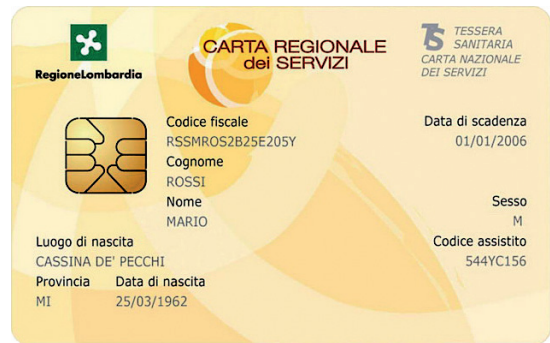 RegioneLombardia
CARTA REGIONALE
dei SERVIZI
TS TESSERA
SANITARIA
CARTA NAZIONALE
DEI SERVIZI
Codice fiscale
RSSMROS2B25E205Y
Data di scadenza
01/01/2006
Cognome
ROSSI
Nome
MARIO
Sesso
M
Luogo di nascita
CASSINA DE' PECCHI
Codice assistito
544YC156
Provincia Data di nascita
MI 25/03/1962